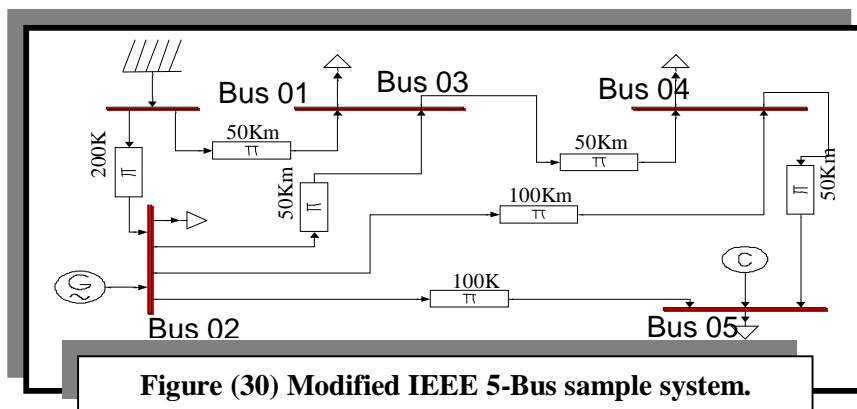 Bus 01
Bus 03
Bus 04
50Km
50Km
200K
π
π
π
50Km
π
100Km
π
50Km
π
100K
π
G
~
C
Bus 02
Bus 05
Figure (30) Modified IEEE 5-Bus sample system.